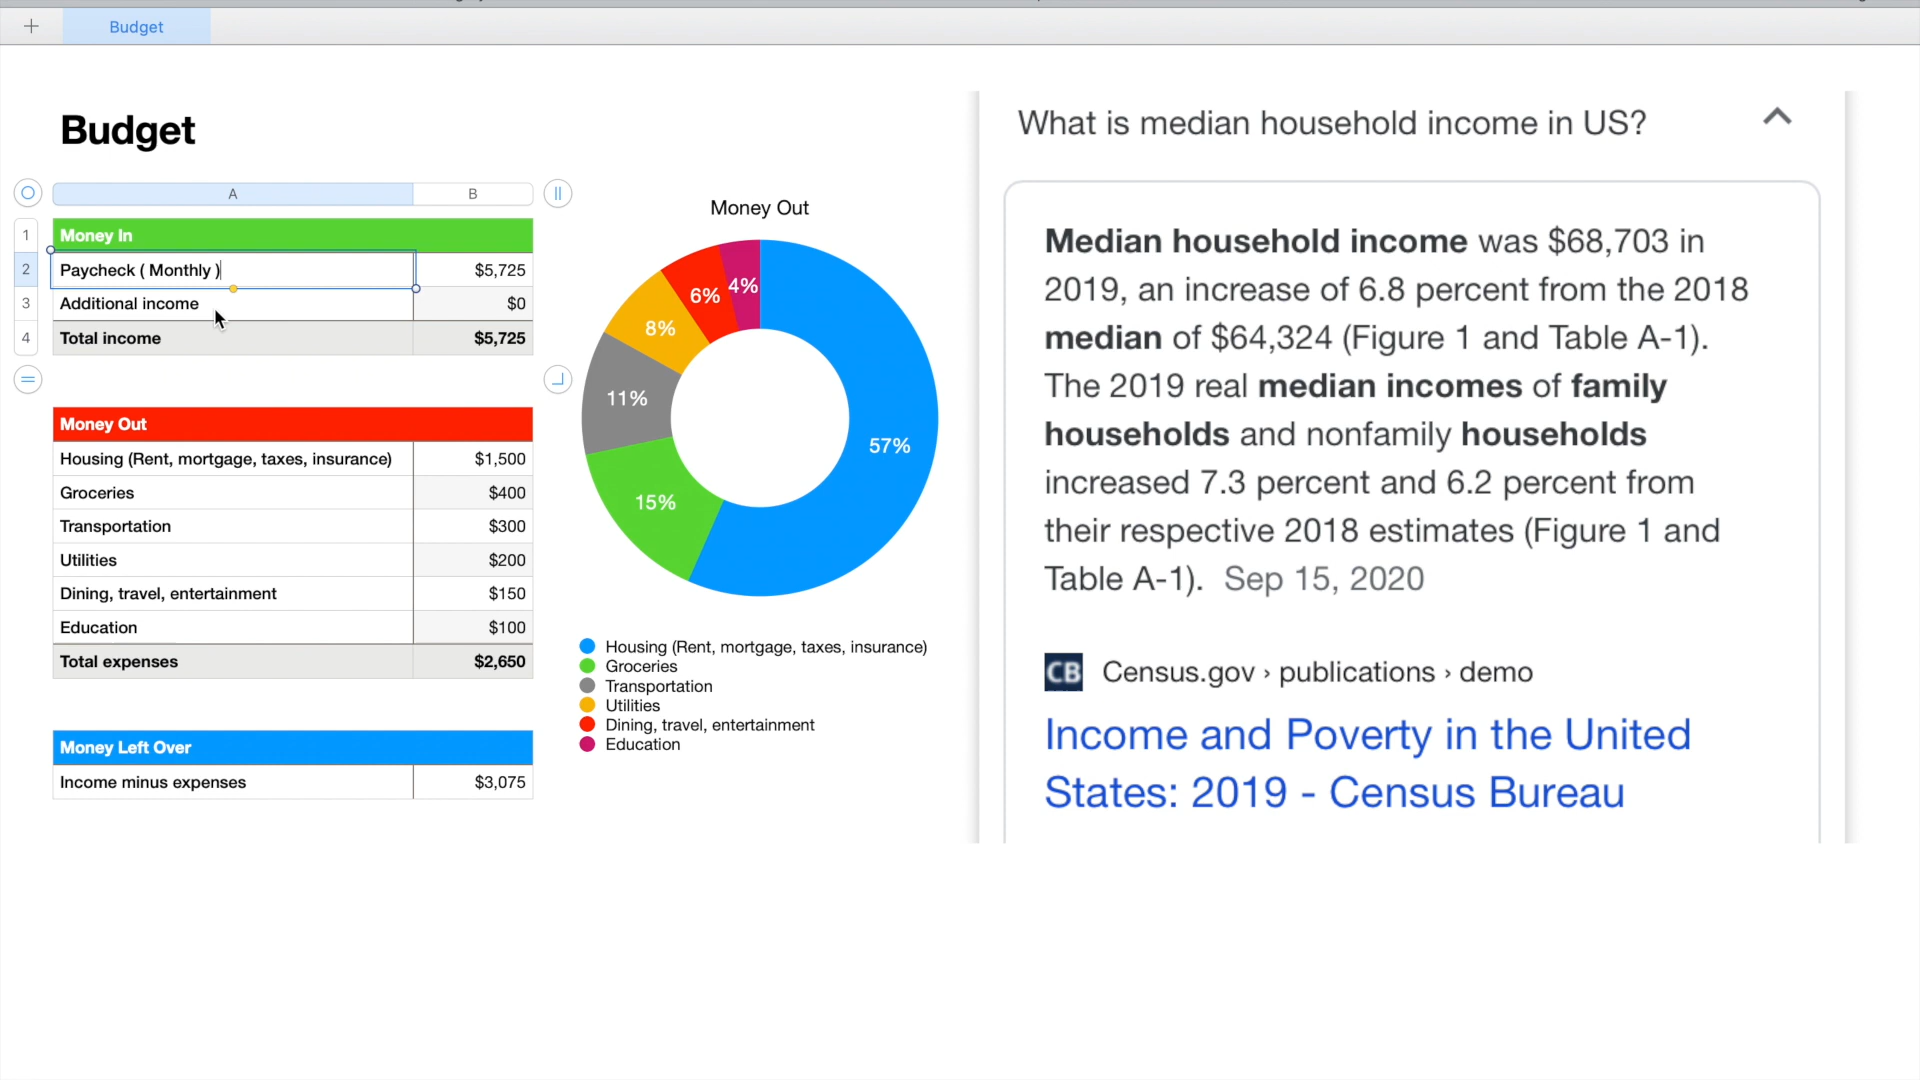 Budget
Budget
A B
1 Money In
2 Paycheck ( Monthly ) $5,725
3 Additional income $0
4 Total income $5,725
Money Out
Housing (Rent, mortgage, taxes, insurance) $1,500
Groceries $400
Transportation $300
Utilities $200
Dining, travel, entertainment $150
Education $100
Total expenses $2,650
Money Left Over
Income minus expenses $3,075
Money Out
4%
6%
8%
11%
57%
15%
Housing (Rent, mortgage, taxes, insurance)
Groceries
Transportation
Utilities
Dining, travel, entertainment
Education
What is median household income in US?
Median household income was $68,703 in
2019, an increase of 6.8 percent from the 2018
median of $64,324 (Figure 1 and Table A-1).
The 2019 real median incomes of family
households and nonfamily households
increased 7.3 percent and 6.2 percent from
their respective 2018 estimates (Figure 1 and
Table A-1). Sep 15, 2020
CB Census.gov › publications › demo
Income and Poverty in the United
States: 2019 - Census Bureau